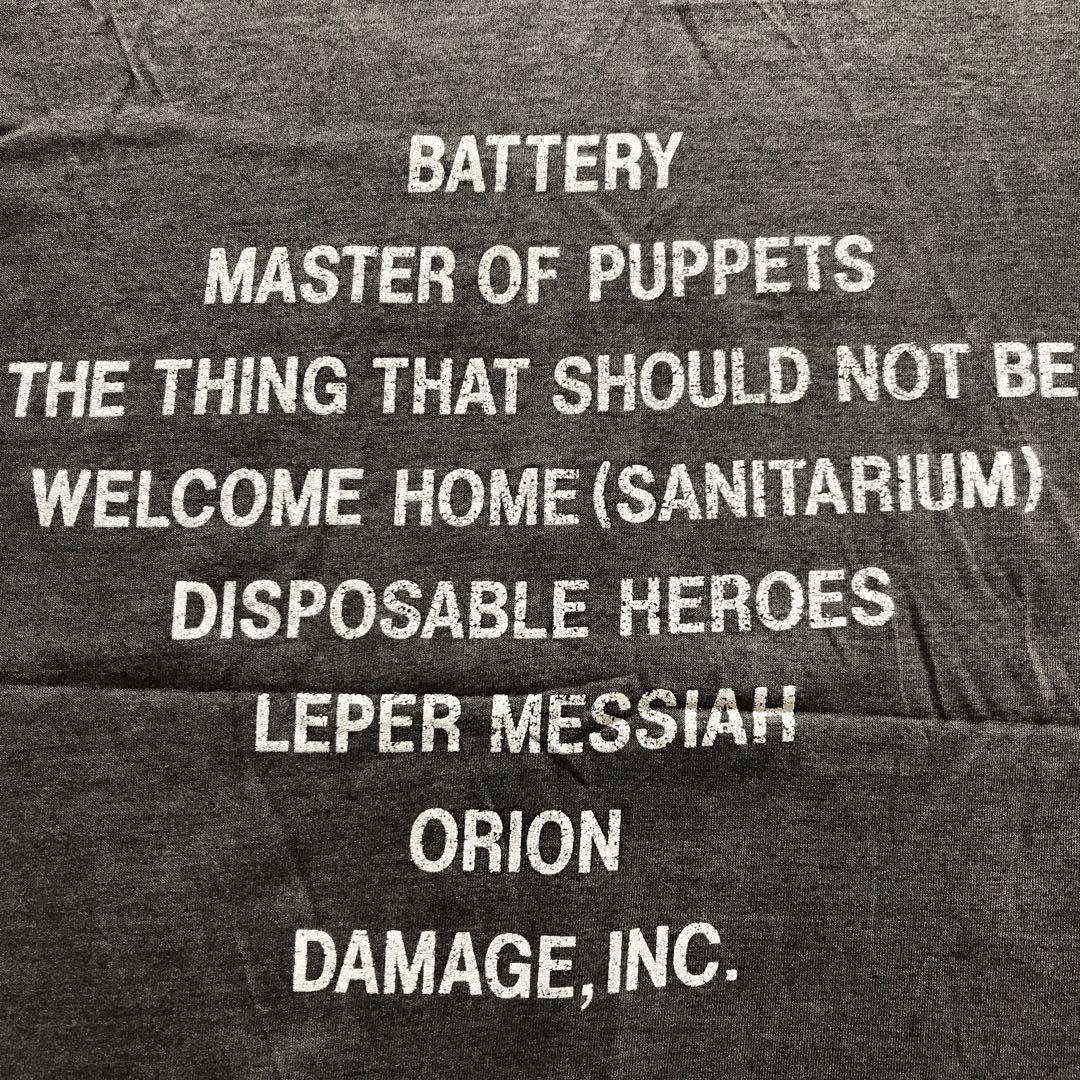 BATTERY
MASTER OF PUPPETS
THE THING THAT SHOULD NOT BE
WELCOME HOME (SANITARIUM)
DISPOSABLE HEROES
LEPER MESSIAH
ORION
DAMAGE, INC.